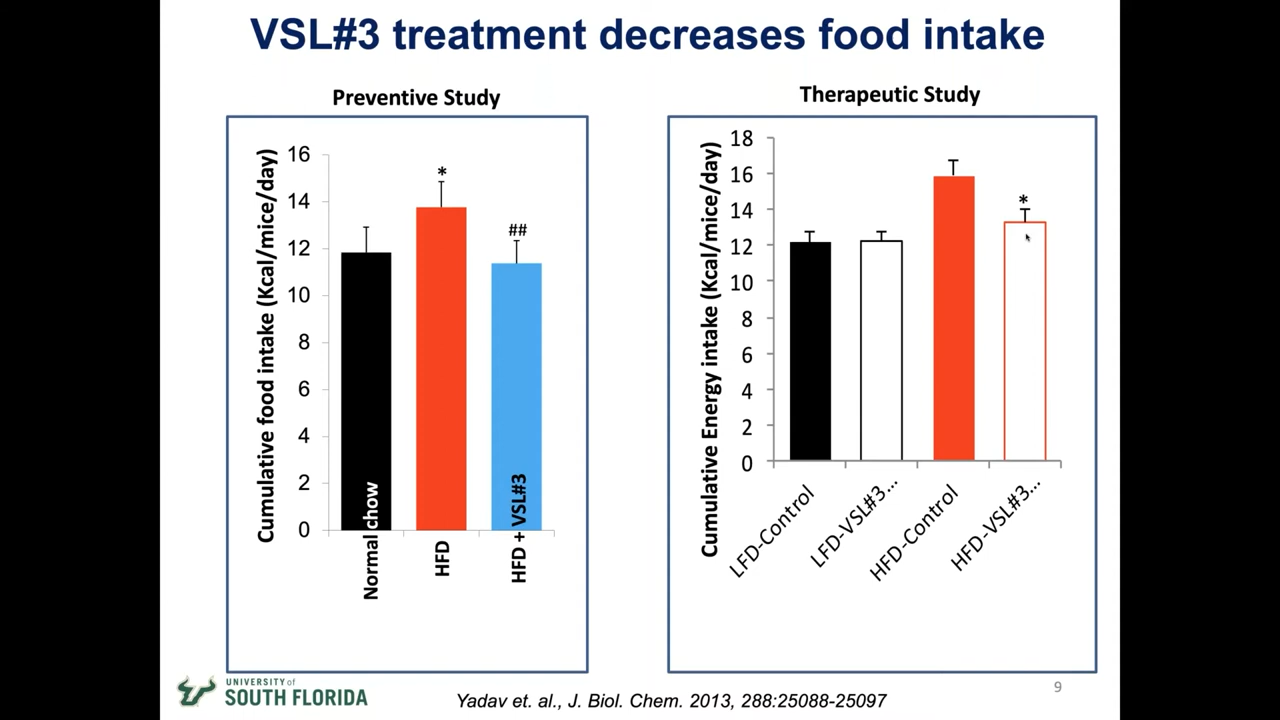 VSL#3 treatment decreases food intake
Preventive Study
Cumulative food intake (Kcal/mice/day)
16
14
12
10
8
6
4
2
0
*
##
Normal chow
HFD
HFD + VSL#3
Therapeutic Study
Cumulative Energy intake (Kcal/mice/day)
18
16
14
12
10
8
6
4
2
0
*
LFD-Control
LFD-VSL#3...
HFD-Control
HFD-VSL#3...
UNIVERSITY of
SOUTH FLORIDA
Yadav et. al., J. Biol. Chem. 2013, 288:25088-25097
9